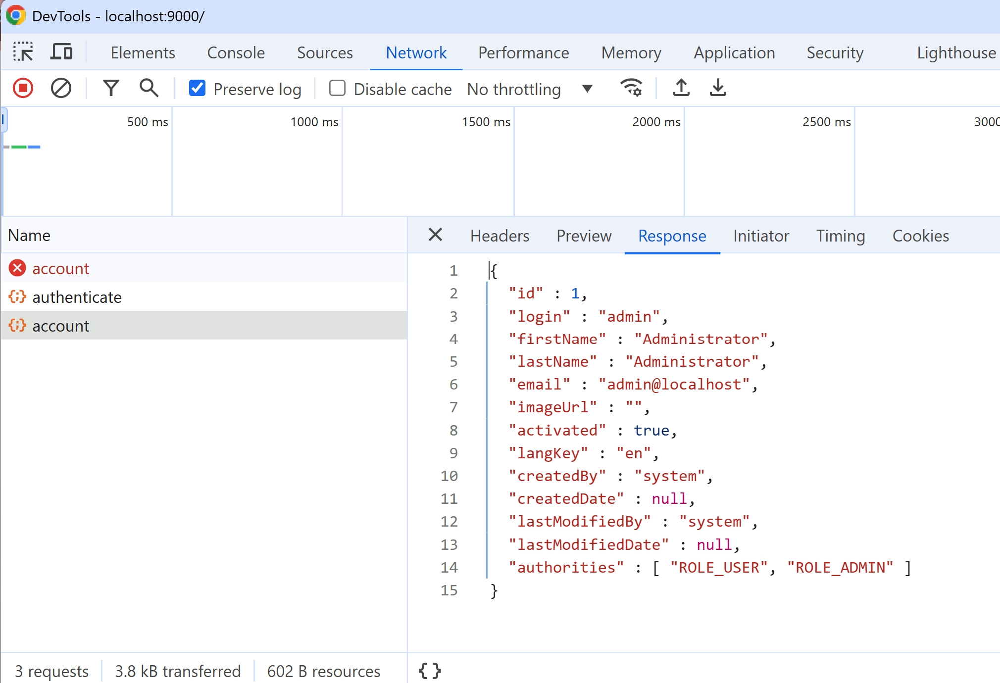 DevTools - localhost:9000/
Elements Console Sources Network Performance Memory Application Security Lighthouse
Preserve log Disable cache No throttling
500 ms 1000 ms 1500 ms 2000 ms 2500 ms 3000
Name
account
authenticate
account
Headers Preview Response Initiator Timing Cookies
1 {
2 "id" : 1,
3 "login" : "admin",
4 "firstName" : "Administrator",
5 "lastName" : "Administrator",
6 "email" : "admin@localhost",
7 "imageUrl" : "",
8 "activated" : true,
9 "langKey" : "en",
10 "createdBy" : "system",
11 "createdDate" : null,
12 "lastModifiedBy" : "system",
13 "lastModifiedDate" : null,
14 "authorities" : [ "ROLE_USER", "ROLE_ADMIN" ]
15 }
3 requests 3.8 kB transferred 602 B resources { }